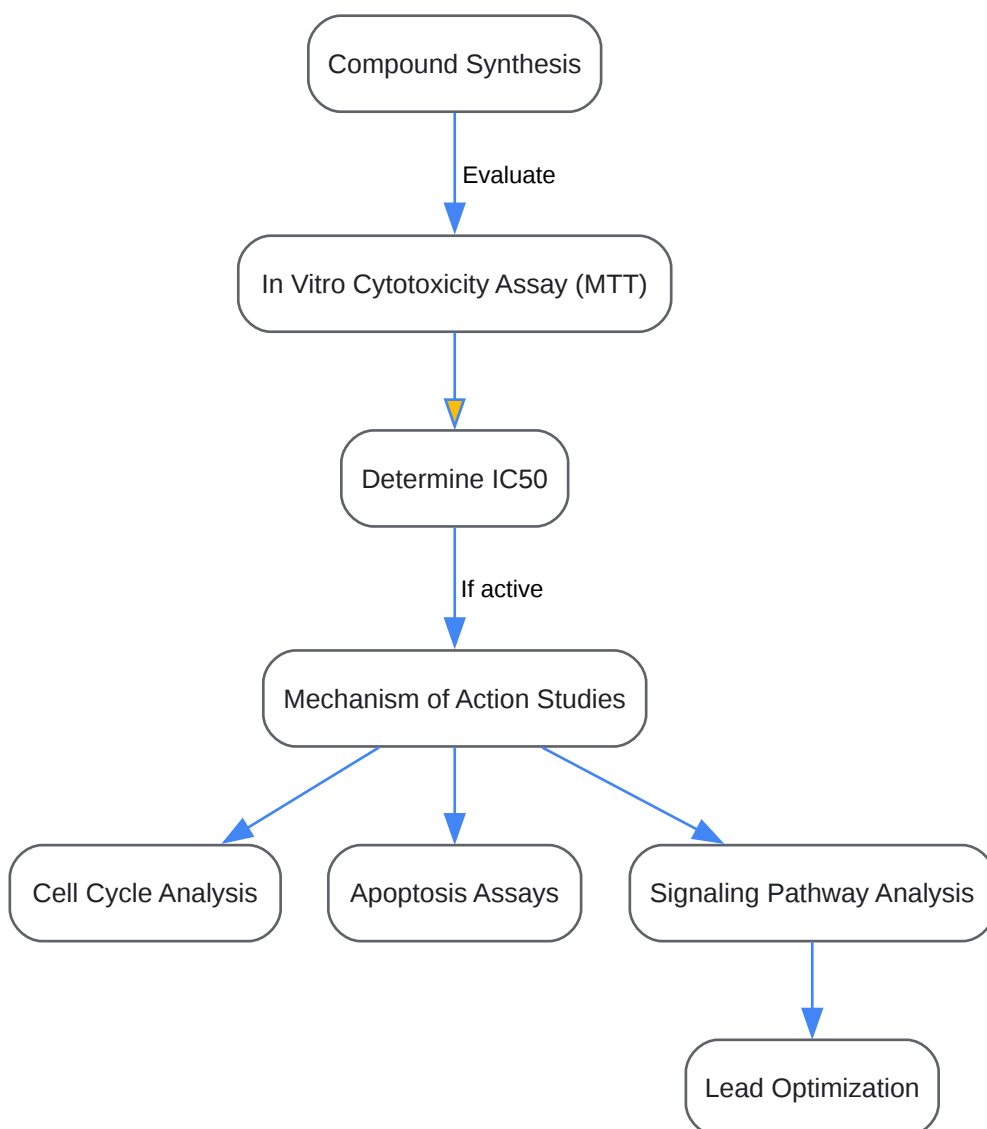 Compound Synthesis
Evaluate
In Vitro Cytotoxicity Assay (MTT)
Determine IC50
If active
Mechanism of Action Studies
Cell Cycle Analysis
Apoptosis Assays
Signaling Pathway Analysis
Lead Optimization